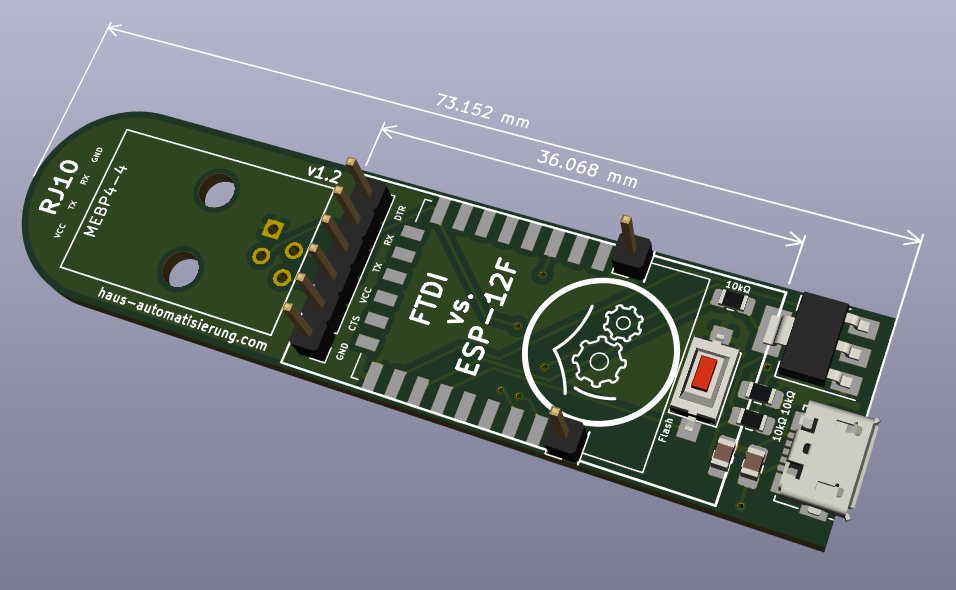 73.152 mm
36.068 mm
RJ10
GND
RX
TX
VCC
MEBP4-4
v1.2
haus-automatisierung.com
DTR
RX
TX
VCC
CTS
GND
FTDI
vs.
ESP-12F
10kΩ
Flash
10kΩ
10kΩ